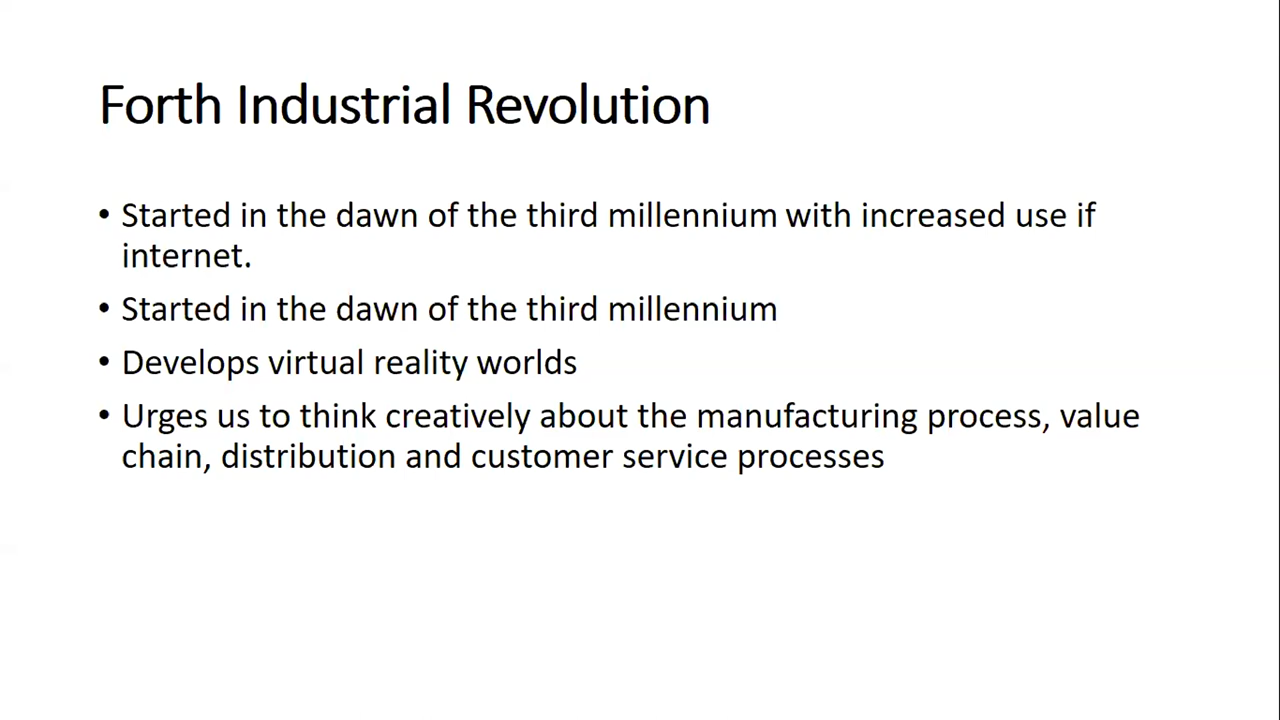 Forth Industrial Revolution
• Started in the dawn of the third millennium with increased use if
internet.
• Started in the dawn of the third millennium
• Develops virtual reality worlds
• Urges us to think creatively about the manufacturing process, value
chain, distribution and customer service processes